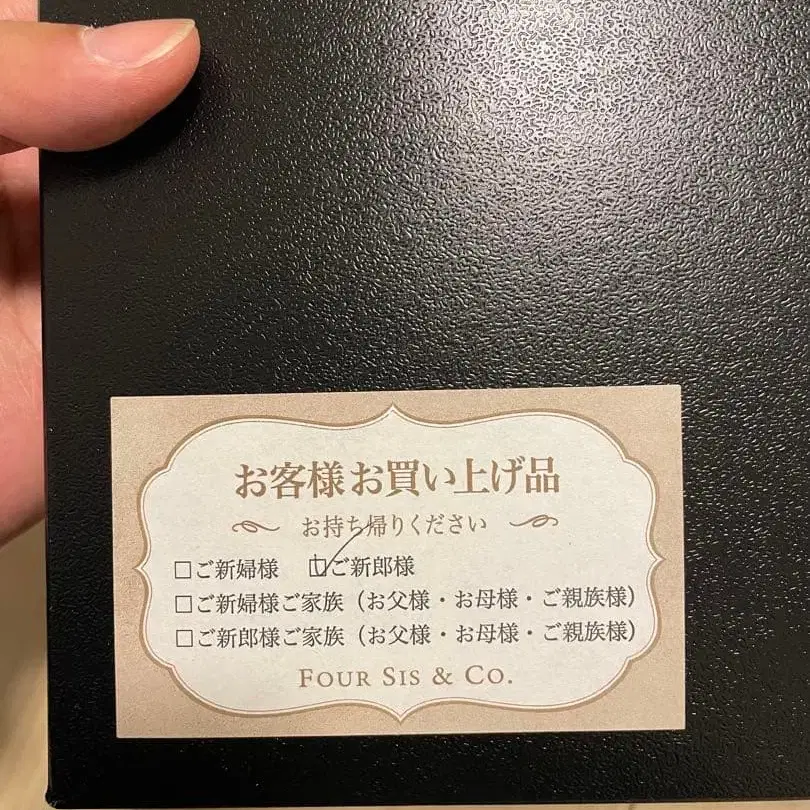 お客様お買い上げ品
お持ち帰りください
□ご新婦様 ☑ご新郎様
□ご新婦様ご家族（お父様・お母様・ご親族様）
□ご新郎様ご家族（お父様・お母様・ご親族様）
FOUR SIS & CO.